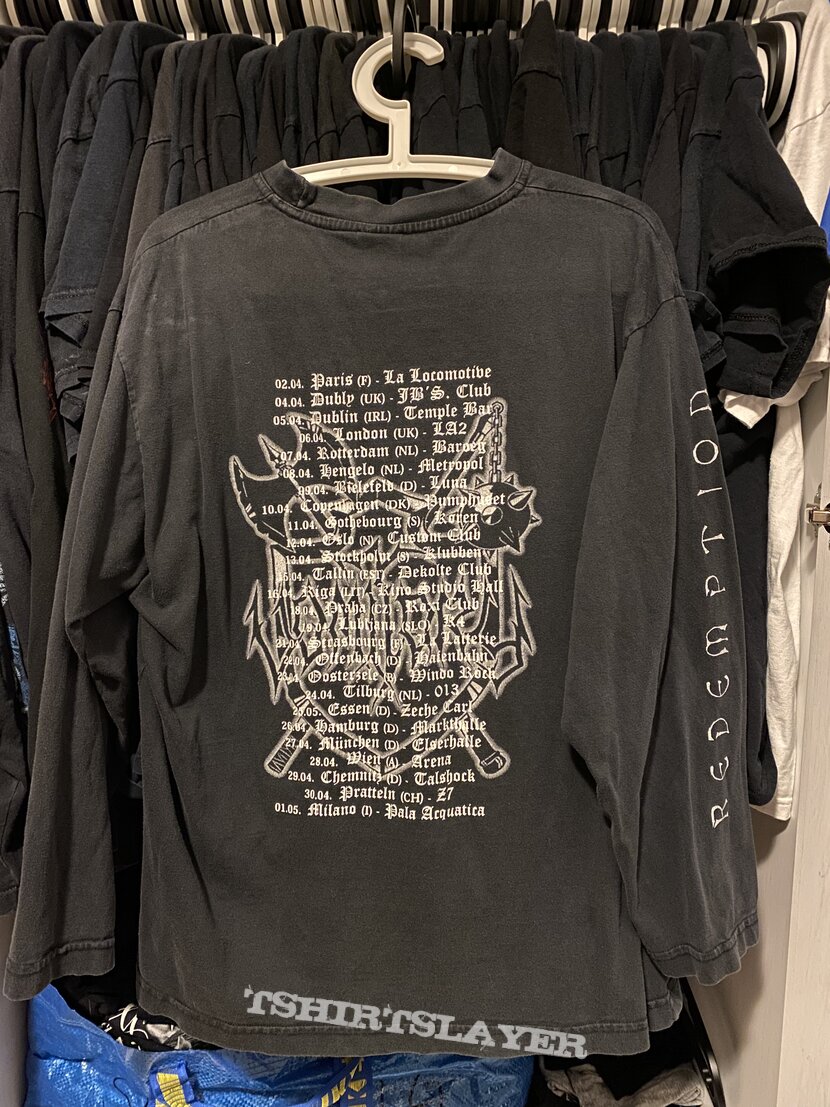 02.04. Paris (F) - La Locomotive
04.04. Dubly (UK) - JB'S. Club
05.04. Dublin (IRL) - Temple Bar
06.04. London (UK) - LA2
07.04. Rotterdam (NL) - Baroeg
08.04. Hengelo (NL) - Metropol
09.04. Bielefeld (D) - Luna
10.04. Copenhagen (DK) - Pumphuset
11.04. Gothebourg (S) - Koren
12.04. Oslo (N) - Custom Club
13.04. Stockholm (S) - Klubben
15.04. Tallin (EST) - Dekolte Club
16.04. Riga (LIT) - Kino Studio Hall
18.04. Praha (CZ) - Roxi Club
19.04. Lubljana (SLO) - K4
21.04. Strasbourg (F) - La Laiterie
22.04. Offenbach (D) - Hafenbahn
23.04. Oosterzele (B) - Windo Rock
24.04. Tilburg (NL) - 013
25.05. Essen (D) - Zeche Carl
26.04. Hamburg (D) - Markthalle
27.04. München (D) - Elserhalle
28.04. Wien (A) - Arena
29.04. Chemnitz (D) - Talshock
30.04. Pratteln (CH) - Z7
01.05. Milano (I) - Pala Acquatica
REDEMPTION
TSHIRTSLAYER